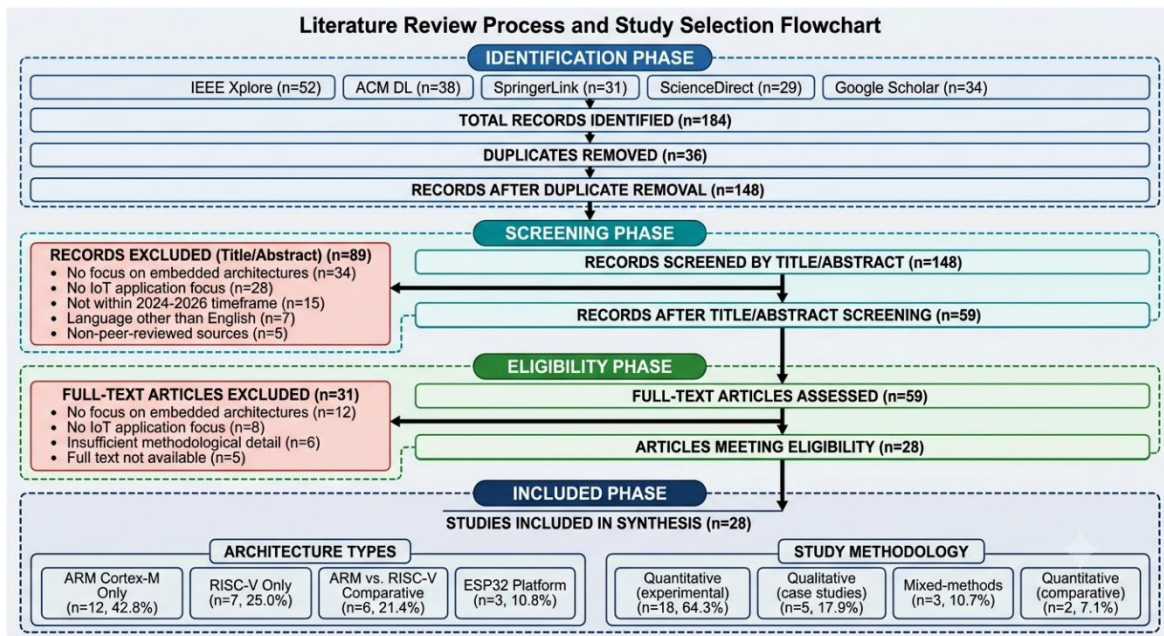 Literature Review Process and Study Selection Flowchart
IDENTIFICATION PHASE
IEEE Xplore (n=52)
ACM DL (n=38)
SpringerLink (n=31)
ScienceDirect (n=29)
Google Scholar (n=34)
TOTAL RECORDS IDENTIFIED (n=184)
DUPLICATES REMOVED (n=36)
RECORDS AFTER DUPLICATE REMOVAL (n=148)
SCREENING PHASE
RECORDS EXCLUDED (Title/Abstract) (n=89)
• No focus on embedded architectures (n=34)
• No IoT application focus (n=28)
• Not within 2024-2026 timeframe (n=15)
• Language other than English (n=7)
• Non-peer-reviewed sources (n=5)
RECORDS SCREENED BY TITLE/ABSTRACT (n=148)
RECORDS AFTER TITLE/ABSTRACT SCREENING (n=59)
ELIGIBILITY PHASE
FULL-TEXT ARTICLES EXCLUDED (n=31)
• No focus on embedded architectures (n=12)
• No IoT application focus (n=8)
• Insufficient methodological detail (n=6)
• Full text not available (n=5)
FULL-TEXT ARTICLES ASSESSED (n=59)
ARTICLES MEETING ELIGIBILITY (n=28)
INCLUDED PHASE
STUDIES INCLUDED IN SYNTHESIS (n=28)
ARCHITECTURE TYPES
ARM Cortex-M
Only
(n=12, 42.8%)
RISC-V Only
(n=7, 25.0%)
ARM vs. RISC-V
Comparative
(n=6, 21.4%)
ESP32 Platform
(n=3, 10.8%)
STUDY METHODOLOGY
Quantitative
(experimental)
(n=18, 64.3%)
Qualitative
(case studies)
(n=5, 17.9%)
Mixed-methods
(n=3, 10.7%)
Quantitative
(comparative)
(n=2, 7.1%)